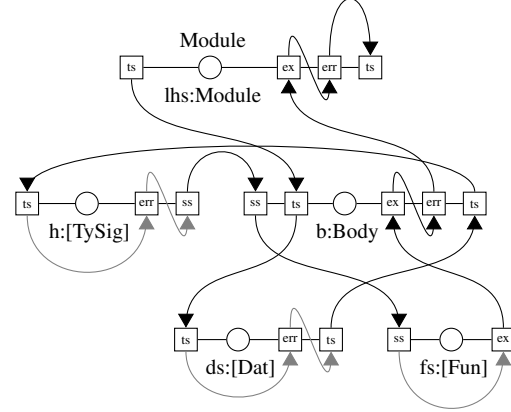 Module
ts ex err ts
lhs:Module
ts err ss ss ts ex err ts
h:[TySig] b:Body
ts err ts ss ex
ds:[Dat] fs:[Fun]